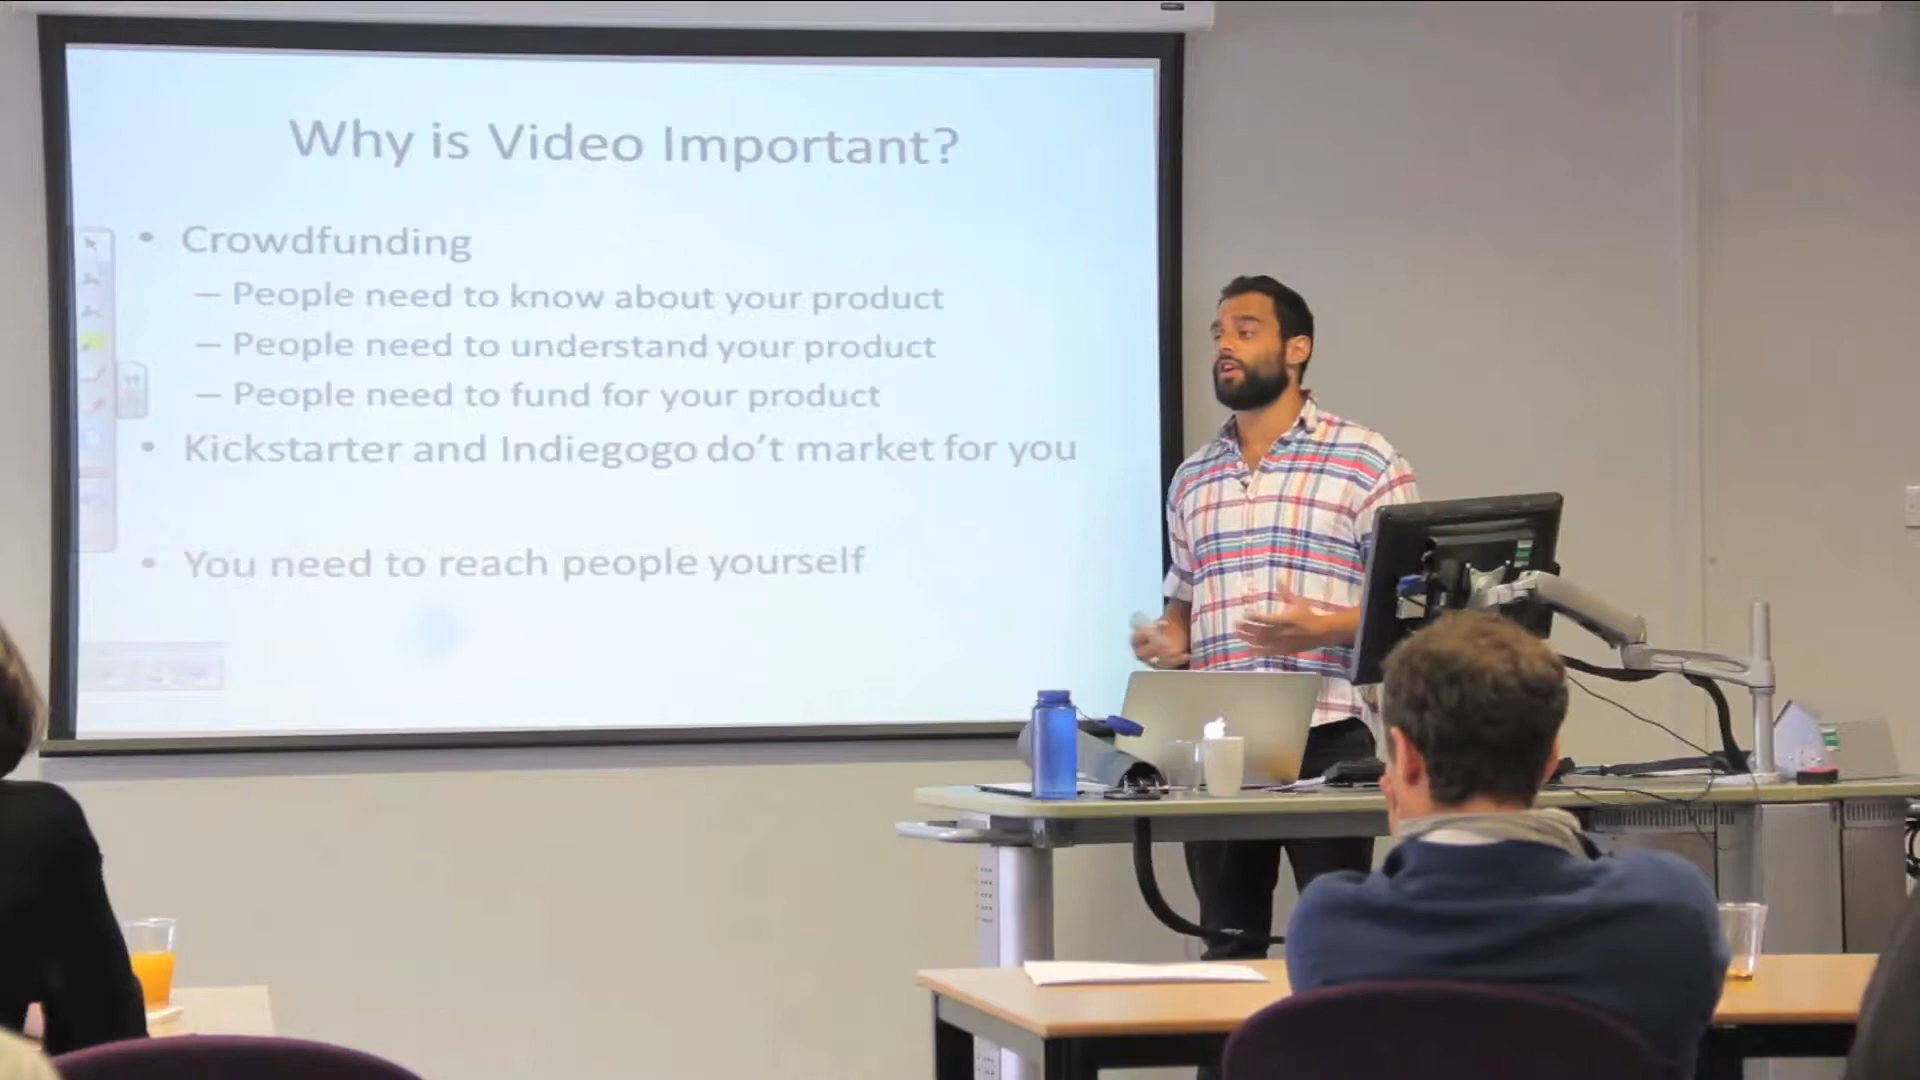 Why is Video Important?
• Crowdfunding
– People need to know about your product
– People need to understand your product
– People need to fund for your product
• Kickstarter and Indiegogo do't market for you
• You need to reach people yourself